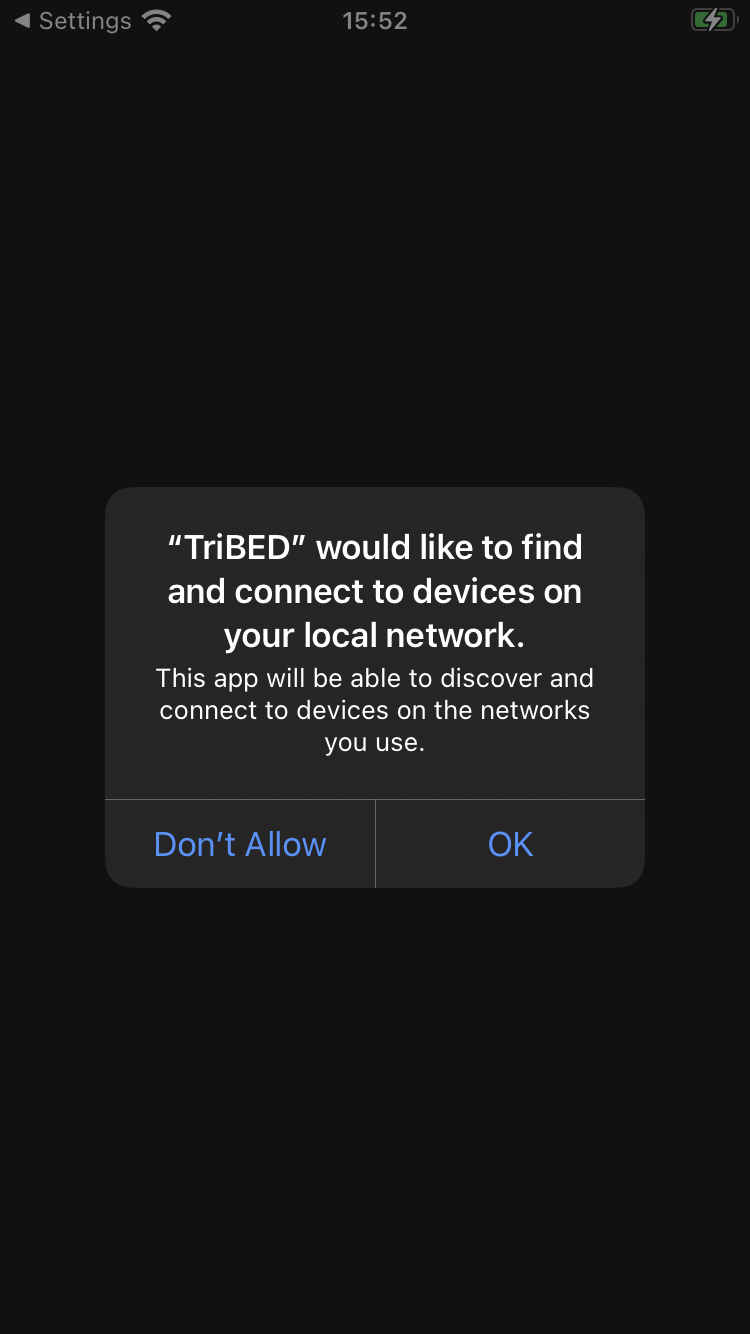 ◀ Settings 15:52
“TriBED” would like to find
and connect to devices on
your local network.
This app will be able to discover and
connect to devices on the networks
you use.
Don’t Allow OK